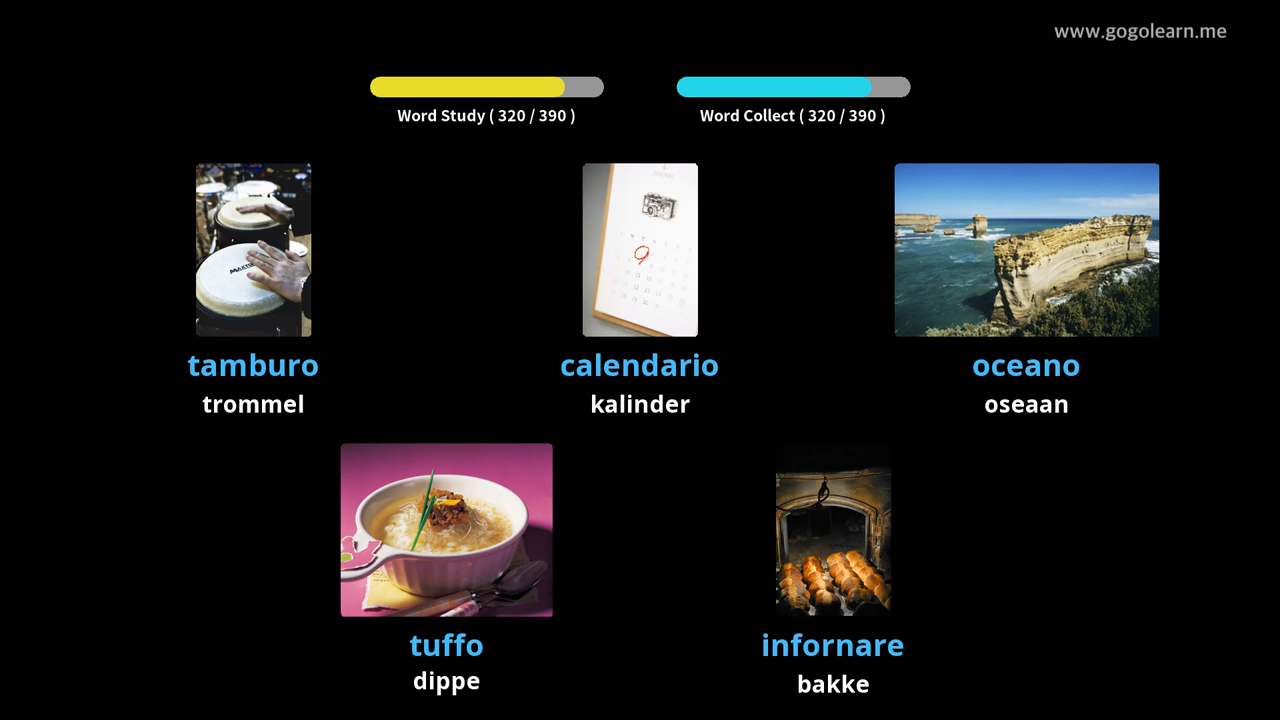 www.gogolearn.me
Word Study ( 320 / 390 )
Word Collect ( 320 / 390 )
9
tamburo
calendario
oceano
trommel
kalinder
oseaan
tuffo
infornare
dippe
bakke